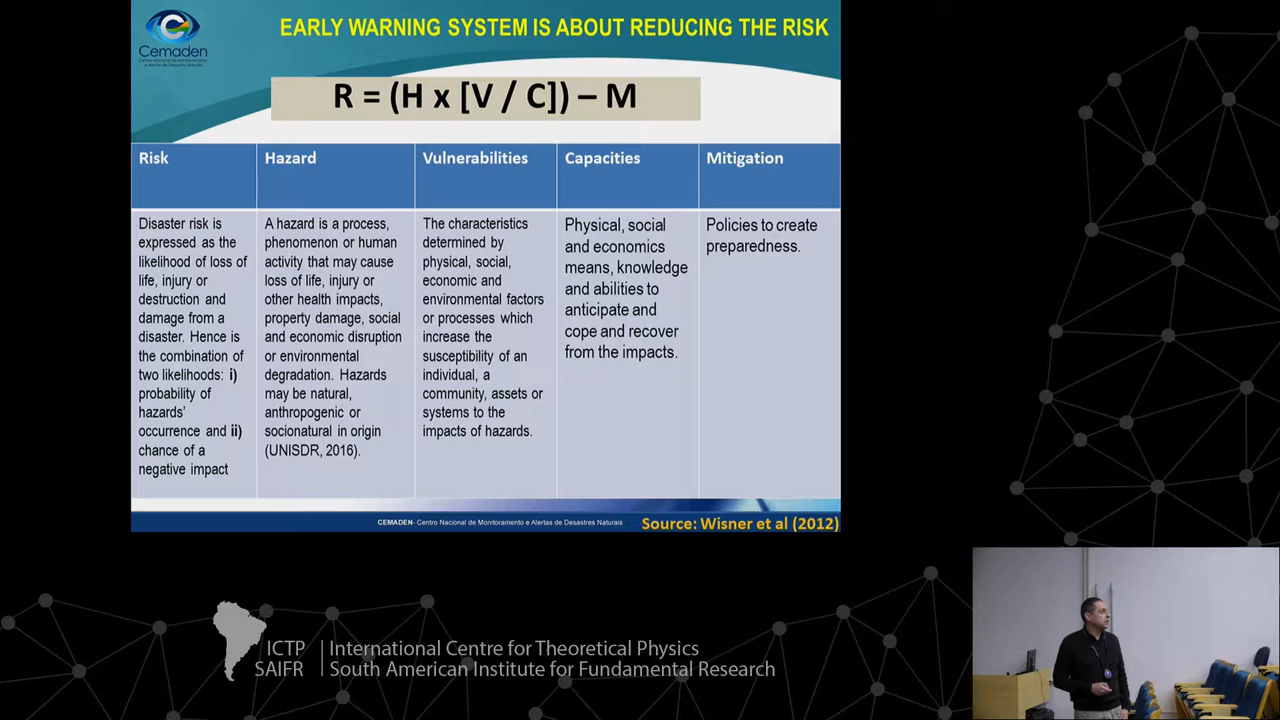 EARLY WARNING SYSTEM IS ABOUT REDUCING THE RISK
Cemaden
Centro Nacional de Monitoramento
e Alertas de Desastres Naturais
R = (H x [V / C]) – M
Risk
Hazard
Vulnerabilities
Capacities
Mitigation
Disaster risk is
expressed as the
likelihood of loss of
life, injury or
destruction and
damage from a
disaster. Hence is
the combination of
two likelihoods: i)
probability of
hazards'
occurrence and ii)
chance of a
negative impact
A hazard is a process,
phenomenon or human
activity that may cause
loss of life, injury or
other health impacts,
property damage, social
and economic disruption
or environmental
degradation. Hazards
may be natural,
anthropogenic or
socionatural in origin
(UNISDR, 2016).
The characteristics
determined by
physical, social,
economic and
environmental factors
or processes which
increase the
susceptibility of an
individual, a
community, assets or
systems to the
impacts of hazards.
Physical, social
and economics
means, knowledge
and abilities to
anticipate and
cope and recover
from the impacts.
Policies to create
preparedness.
CEMADEN- Centro Nacional de Monitoramento e Alertas de Desastres Naturais
Source: Wisner et al (2012)
ICTP
SAIFR
International Centre for Theoretical Physics
South American Institute for Fundamental Research